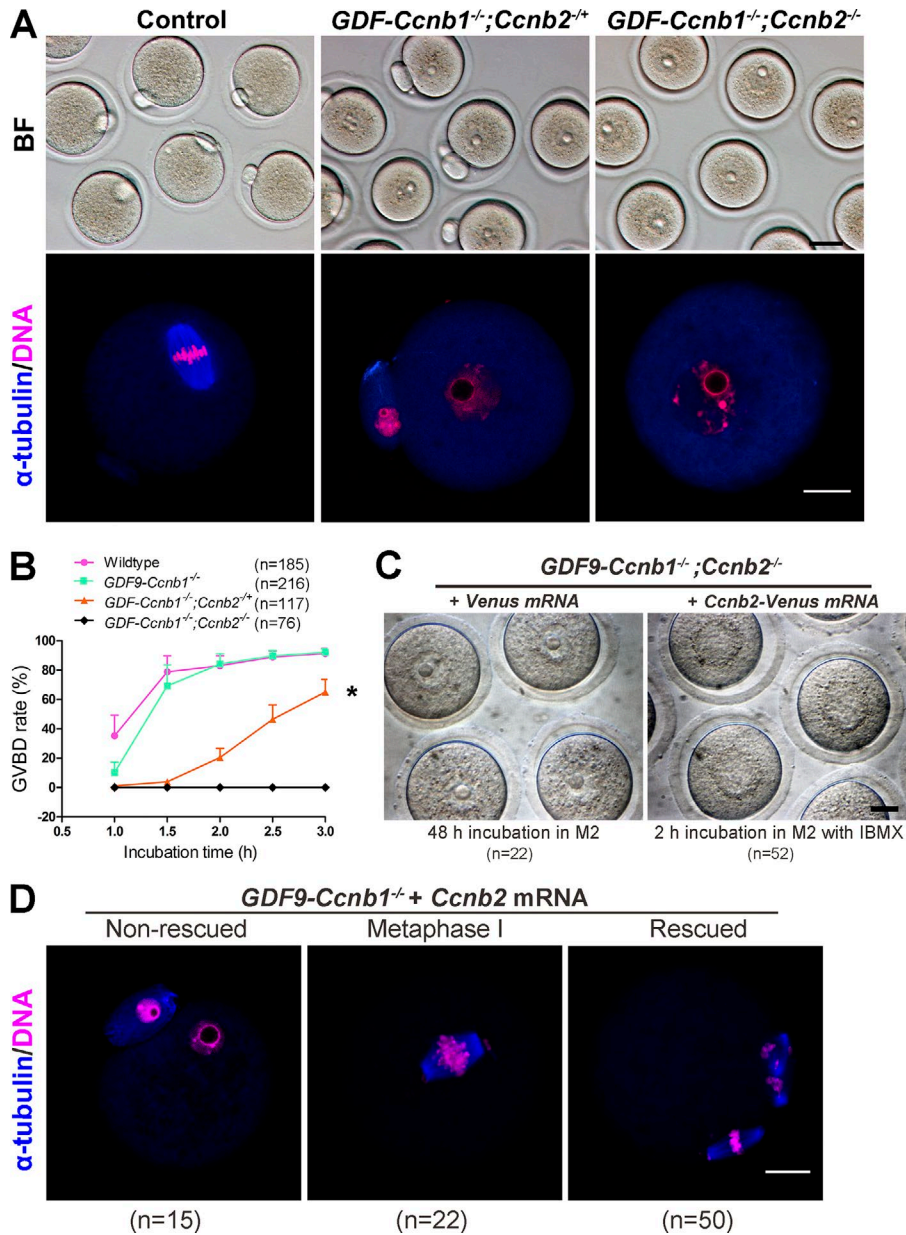 A
Control
GDF-Ccnb1-/-;Ccnb2-/+
GDF-Ccnb1-/-;Ccnb2-/-
BF
α-tubulin/DNA
B
Wildtype (n=185)
GDF9-Ccnb1-/- (n=216)
GDF-Ccnb1-/-;Ccnb2-/+ (n=117)
GDF-Ccnb1-/-;Ccnb2-/- (n=76)
GVBD rate (%)
100
80
60
40
20
0
-20
*
0.5 1.0 1.5 2.0 2.5 3.0
Incubation time (h)
C
GDF9-Ccnb1-/- ;Ccnb2-/-
+ Venus mRNA
+ Ccnb2-Venus mRNA
48 h incubation in M2
(n=22)
2 h incubation in M2 with IBMX
(n=52)
D
GDF9-Ccnb1-/- + Ccnb2 mRNA
Non-rescued
Metaphase I
Rescued
α-tubulin/DNA
(n=15)
(n=22)
(n=50)